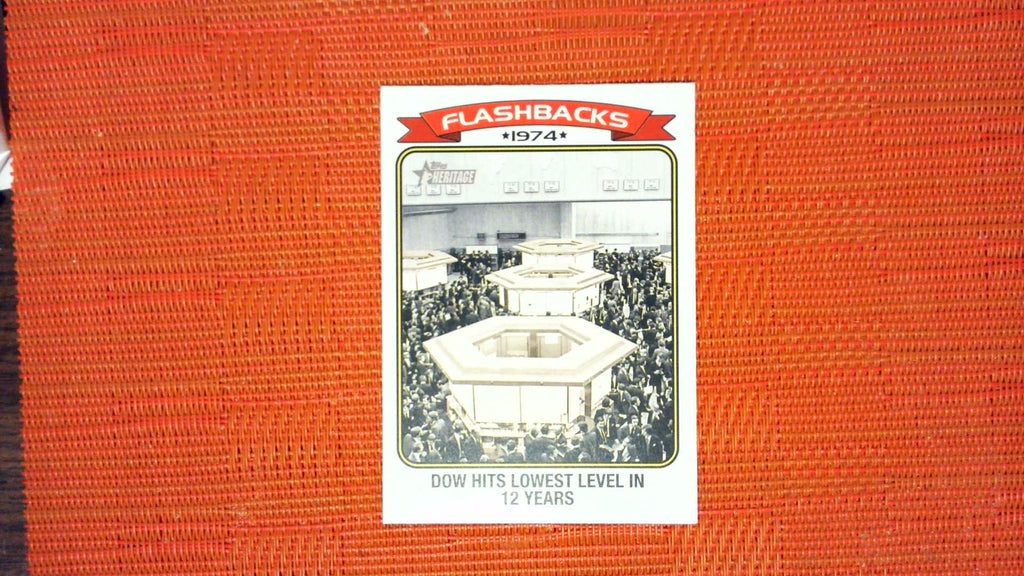 FLASHBACKS
★1974★
Topps
HERITAGE
DOW HITS LOWEST LEVEL IN
12 YEARS